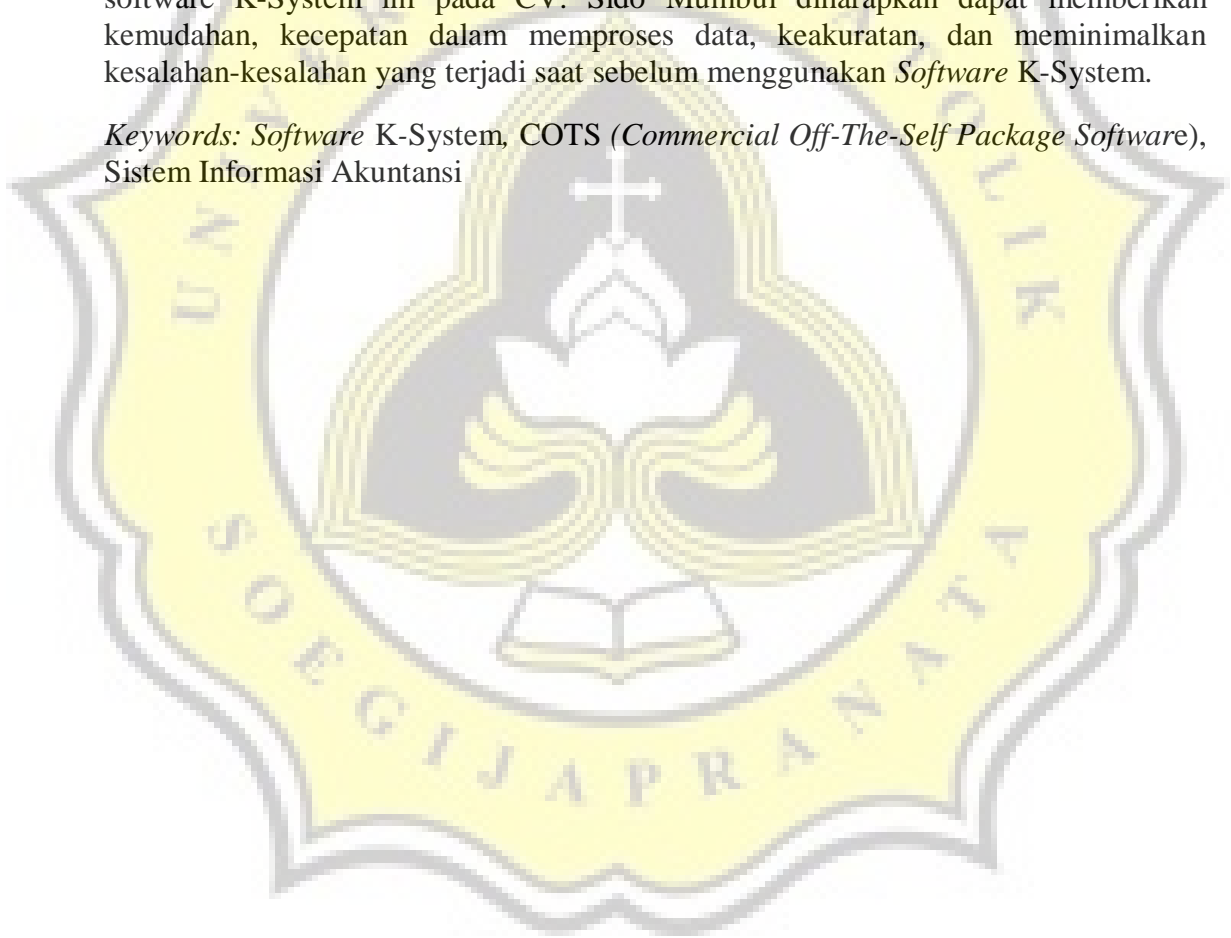 software K-System ini pada CV. Sido Mumbul diharapkan dapat memberikan
kemudahan, kecepatan dalam memproses data, keakuratan, dan meminimalkan
kesalahan-kesalahan yang terjadi saat sebelum menggunakan Software K-System.
Keywords: Software K-System, COTS (Commercial Off-The-Self Package Software),
Sistem Informasi Akuntansi
SOEGIJAPRANATA